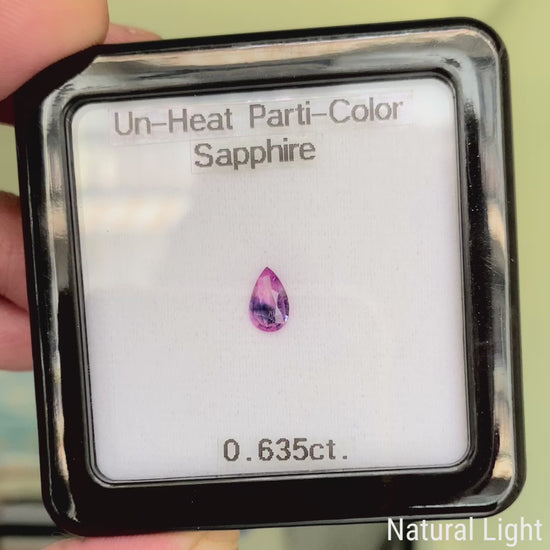 Un-Heat Parti-Color
Sapphire
0.635ct.
Natural Light